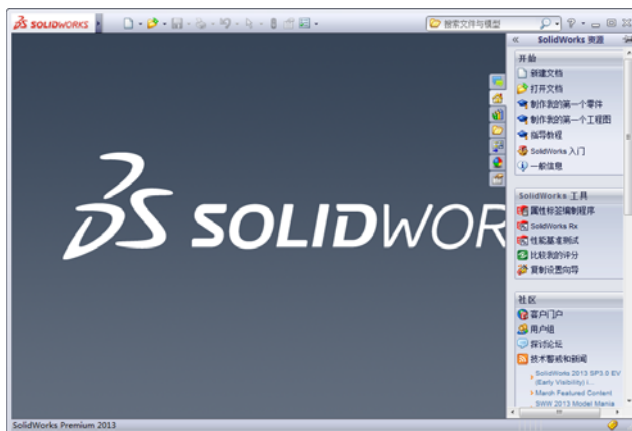 SOLIDWORKS
搜索文件与模型
SolidWorks 资源
开始
新建文档
打开文档
制作我的第一个零件
制作我的第一个工程图
指导教程
SolidWorks 入门
一般信息
SOLIDWOR
SolidWorks 工具
属性标签编制程序
SolidWorks Rx
性能基准测试
比较我的评分
复制设置向导
社区
客户门户
用户组
探讨论坛
技术警戒和新闻
SolidWorks 2013 SP3.0 EV
(Early Visibility) i...
March Featured Content
SWW 2013 Model Mania
SolidWorks Premium 2013